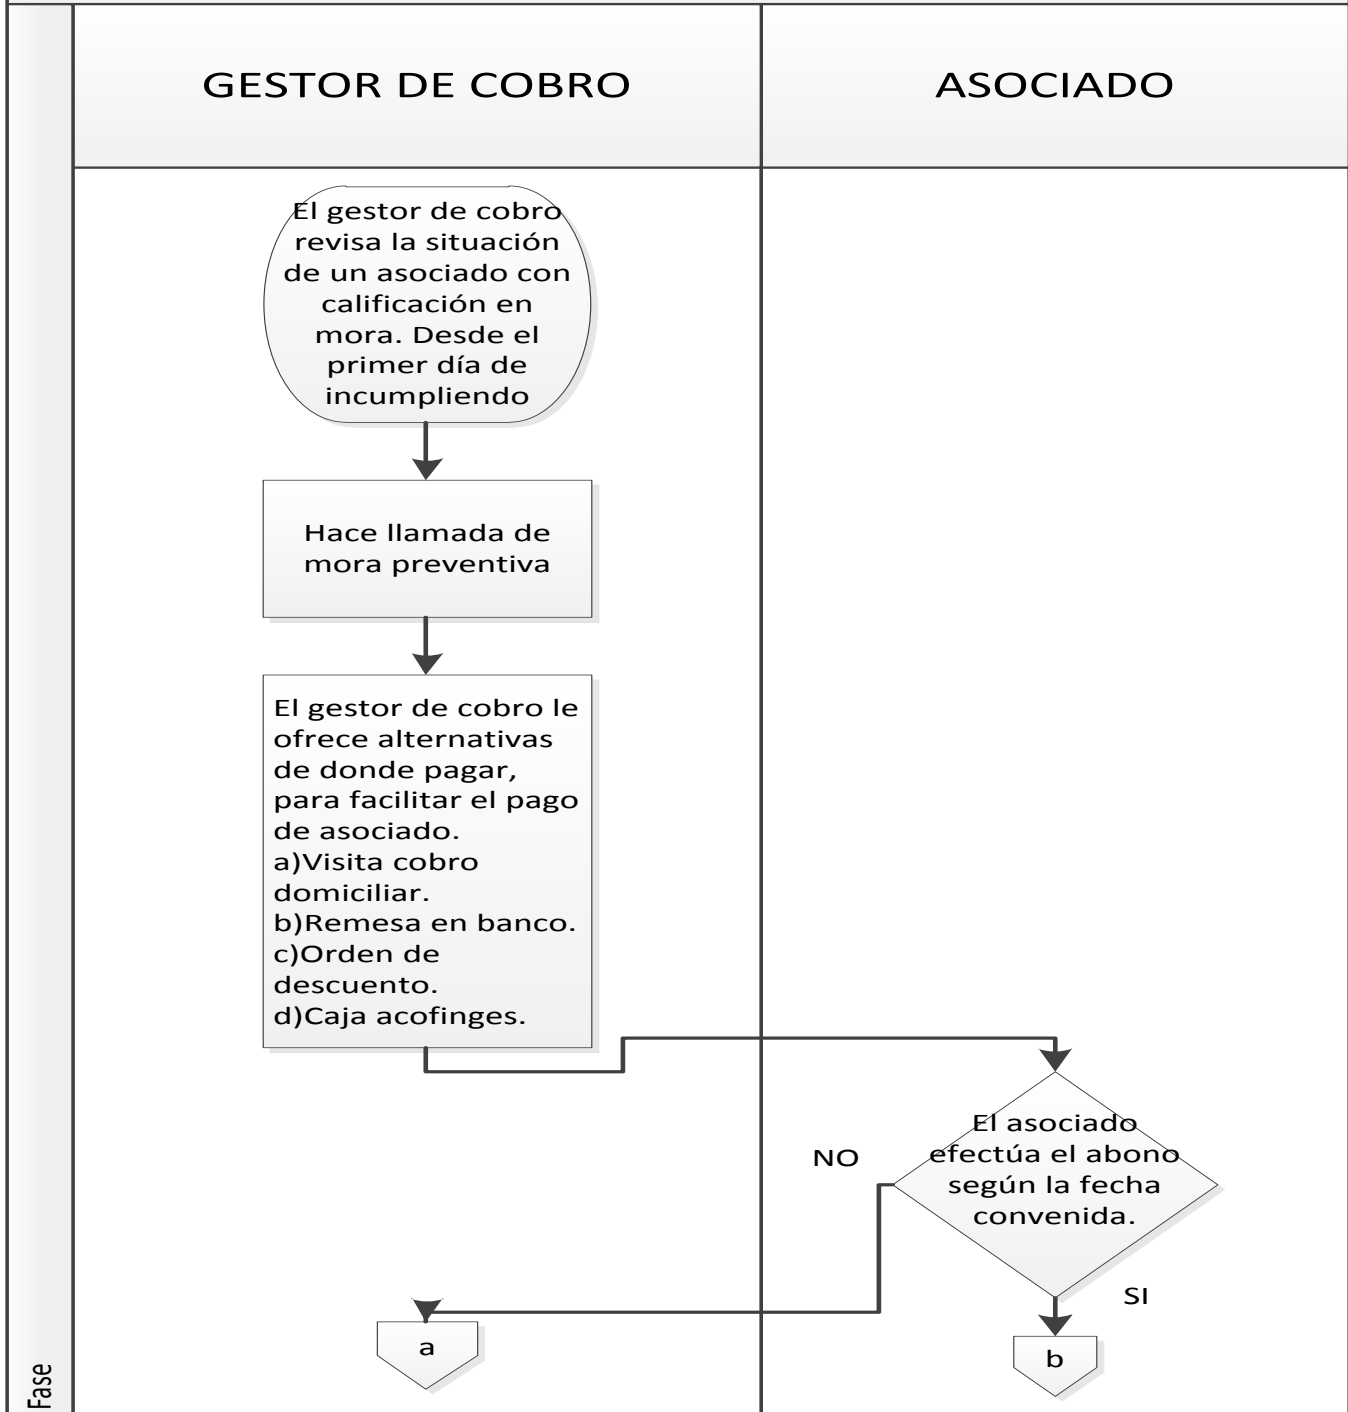 GESTOR DE COBRO
ASOCIADO
El gestor de cobro
revisa la situación
de un asociado con
calificación en
mora. Desde el
primer día de
incumpliendo
Hace llamada de
mora preventiva
El gestor de cobro le
ofrece alternativas
de donde pagar,
para facilitar el pago
de asociado.
a)Visita cobro
domiciliar.
b)Remesa en banco.
c)Orden de
descuento.
d)Caja acofinges.
El asociado
efectúa el abono
según la fecha
convenida.
NO
SI
a
b
Fase